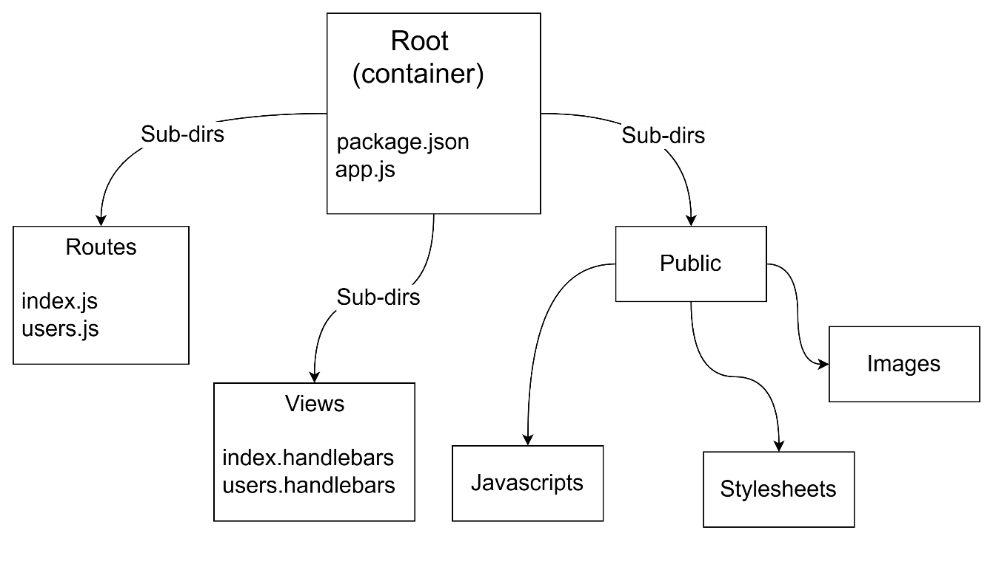 Root
(container)
package.json
app.js
Sub-dirs
Sub-dirs
Routes
index.js
users.js
Public
Sub-dirs
Images
Views
index.handlebars
users.handlebars
Javascripts
Stylesheets